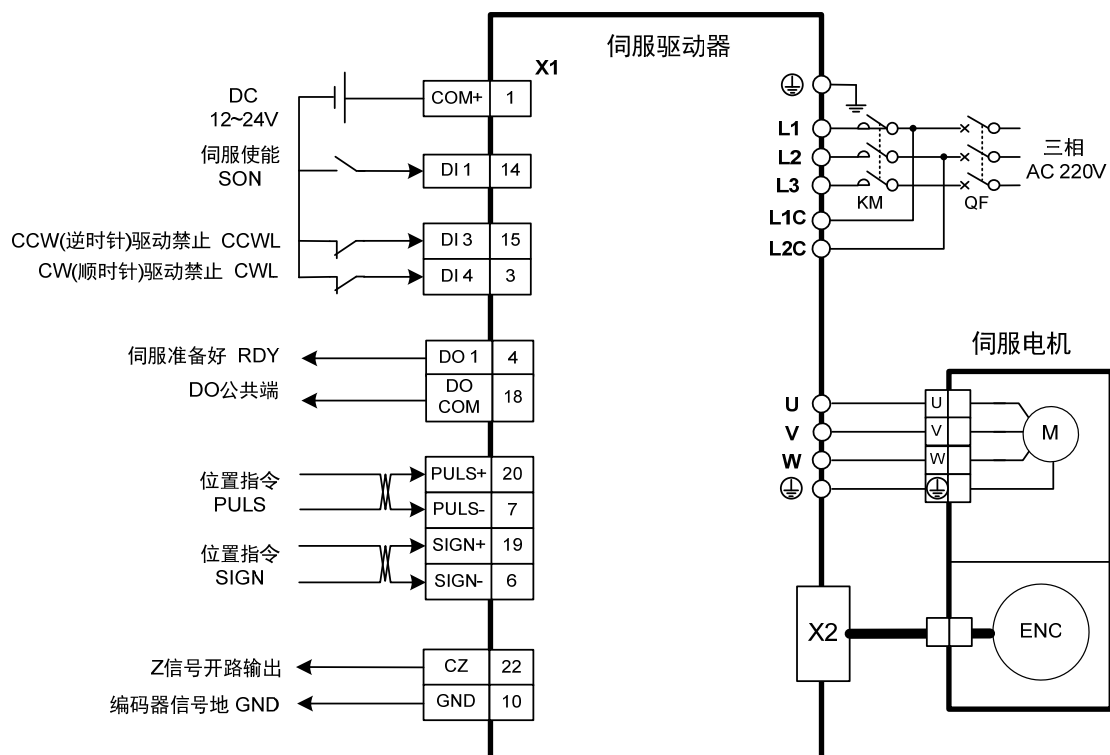 伺服驱动器
X1
DC
12~24V
COM+ 1
伺服使能
SON
DI 1 14
CCW(逆时针)驱动禁止 CCWL
DI 3 15
CW(顺时针)驱动禁止 CWL
DI 4 3
伺服准备好 RDY
DO 1 4
DO公共端
DO
COM
18
位置指令
PULS
PULS+ 20
PULS- 7
位置指令
SIGN
SIGN+ 19
SIGN- 6
Z信号开路输出
CZ 22
编码器信号地 GND
GND 10
L1
L2
L3
L1C
L2C
KM
QF
三相
AC 220V
伺服电机
U
V
W
U
V
W
M
X2
ENC